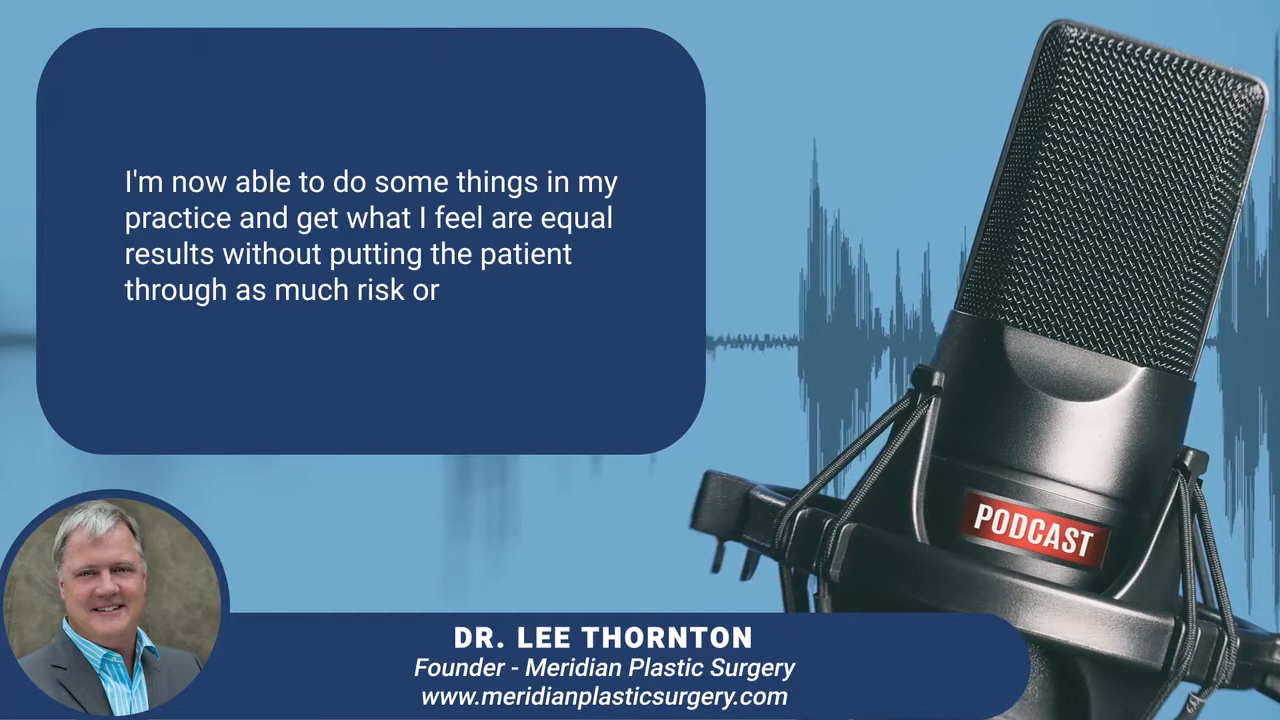 I'm now able to do some things in my
practice and get what I feel are equal
results without putting the patient
through as much risk or
PODCAST
DR. LEE THORNTON
Founder - Meridian Plastic Surgery
www.meridianplasticsurgery.com